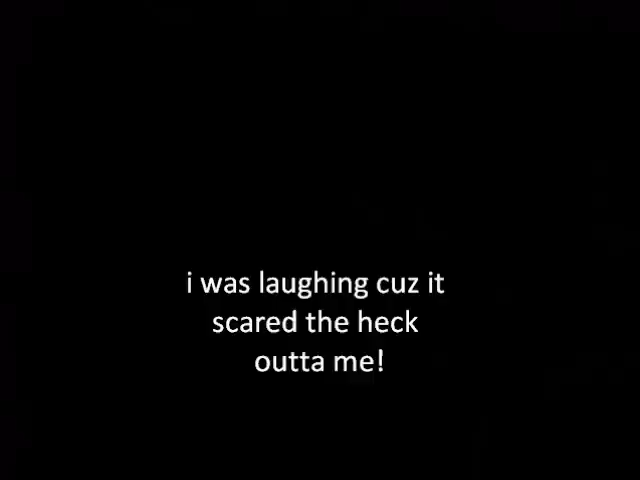 i was laughing cuz it
scared the heck
outta me!